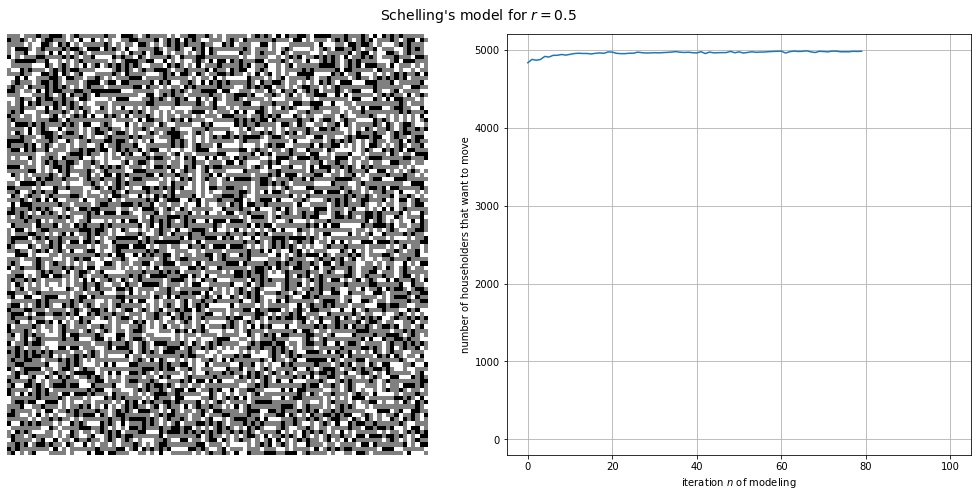 Schelling's model for r = 0.5
number of householders that want to move
5000
4000
3000
2000
1000
0
0 20 40 60 80 100
iteration n of modeling